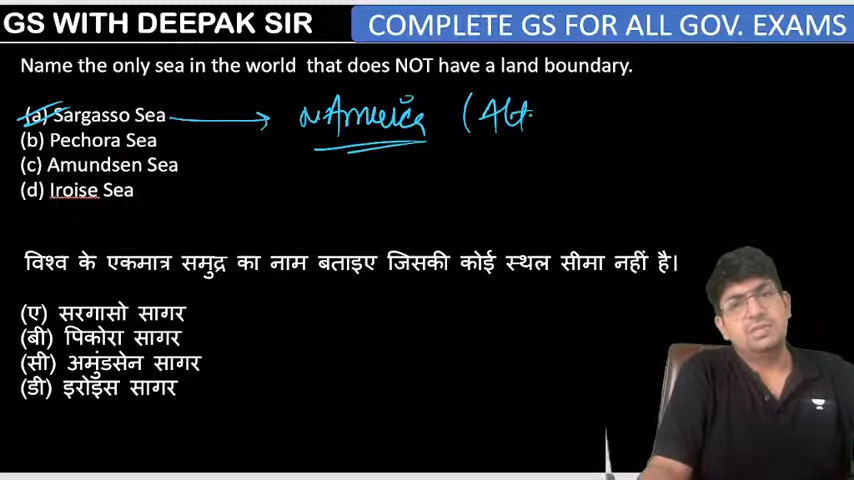 GS WITH DEEPAK SIR
COMPLETE GS FOR ALL GOV. EXAMS
Name the only sea in the world that does NOT have a land boundary.
(a) Sargasso Sea → N America (Atl
(b) Pechora Sea
(c) Amundsen Sea
(d) Iroise Sea
विश्व के एकमात्र समुद्र का नाम बताइए जिसकी कोई स्थल सीमा नहीं है।
(ए) सरगासो सागर
(बी) पिकोरा सागर
(सी) अमुंडसेन सागर
(डी) इरोइस सागर